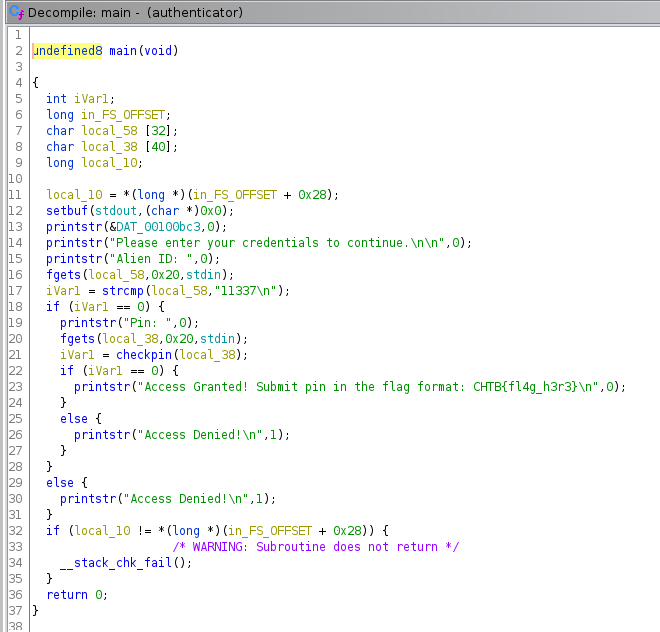 Decompile: main - (authenticator)
1
2 undefined8 main(void)
3
4 {
5 int iVar1;
6 long in_FS_OFFSET;
7 char local_58 [32];
8 char local_38 [40];
9 long local_10;
10
11 local_10 = *(long *)(in_FS_OFFSET + 0x28);
12 setbuf(stdout,(char *)0x0);
13 printstr(&DAT_00100bc3,0);
14 printstr("Please enter your credentials to continue.\n\n",0);
15 printstr("Alien ID: ",0);
16 fgets(local_58,0x20,stdin);
17 iVar1 = strcmp(local_58,"11337\n");
18 if (iVar1 == 0) {
19 printstr("Pin: ",0);
20 fgets(local_38,0x20,stdin);
21 iVar1 = checkpin(local_38);
22 if (iVar1 == 0) {
23 printstr("Access Granted! Submit pin in the flag format: CHTB{fl4g_h3r3}\n",0);
24 }
25 else {
26 printstr("Access Denied!\n",1);
27 }
28 }
29 else {
30 printstr("Access Denied!\n",1);
31 }
32 if (local_10 != *(long *)(in_FS_OFFSET + 0x28)) {
33 /* WARNING: Subroutine does not return */
34 __stack_chk_fail();
35 }
36 return 0;
37 }
38